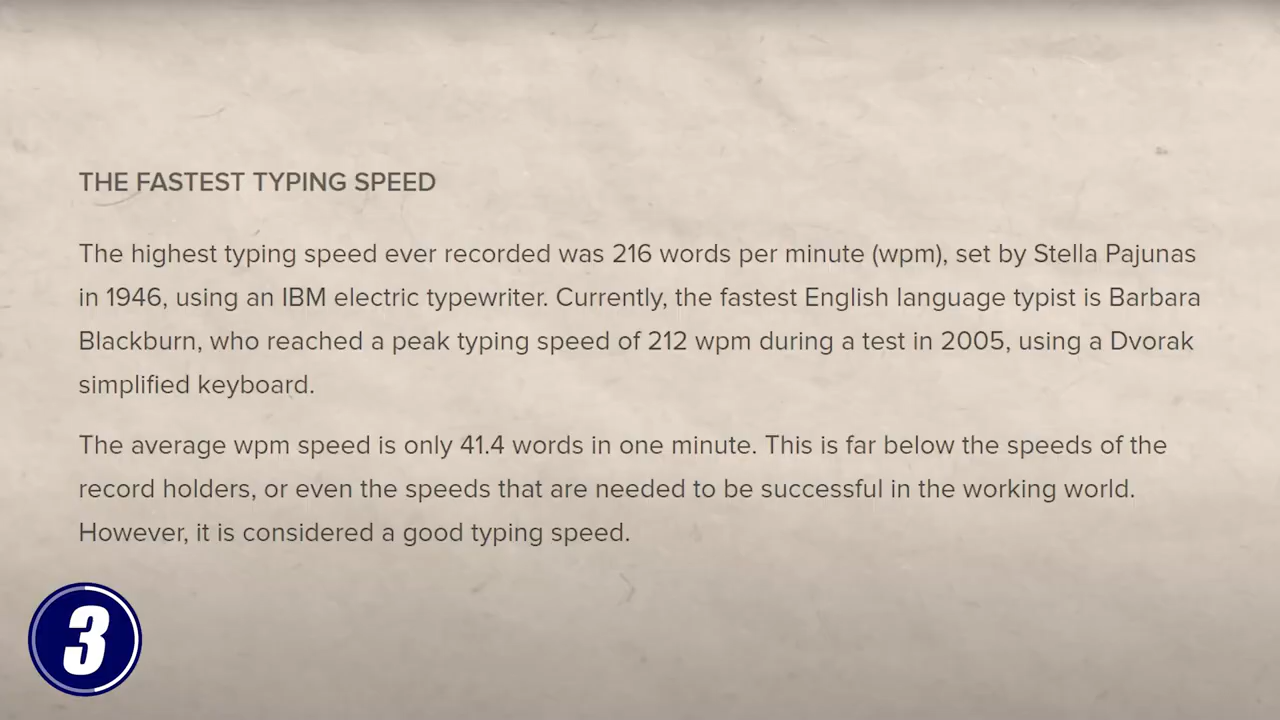 THE FASTEST TYPING SPEED
The highest typing speed ever recorded was 216 words per minute (wpm), set by Stella Pajunas
in 1946, using an IBM electric typewriter. Currently, the fastest English language typist is Barbara
Blackburn, who reached a peak typing speed of 212 wpm during a test in 2005, using a Dvorak
simplified keyboard.
The average wpm speed is only 41.4 words in one minute. This is far below the speeds of the
record holders, or even the speeds that are needed to be successful in the working world.
However, it is considered a good typing speed.
3